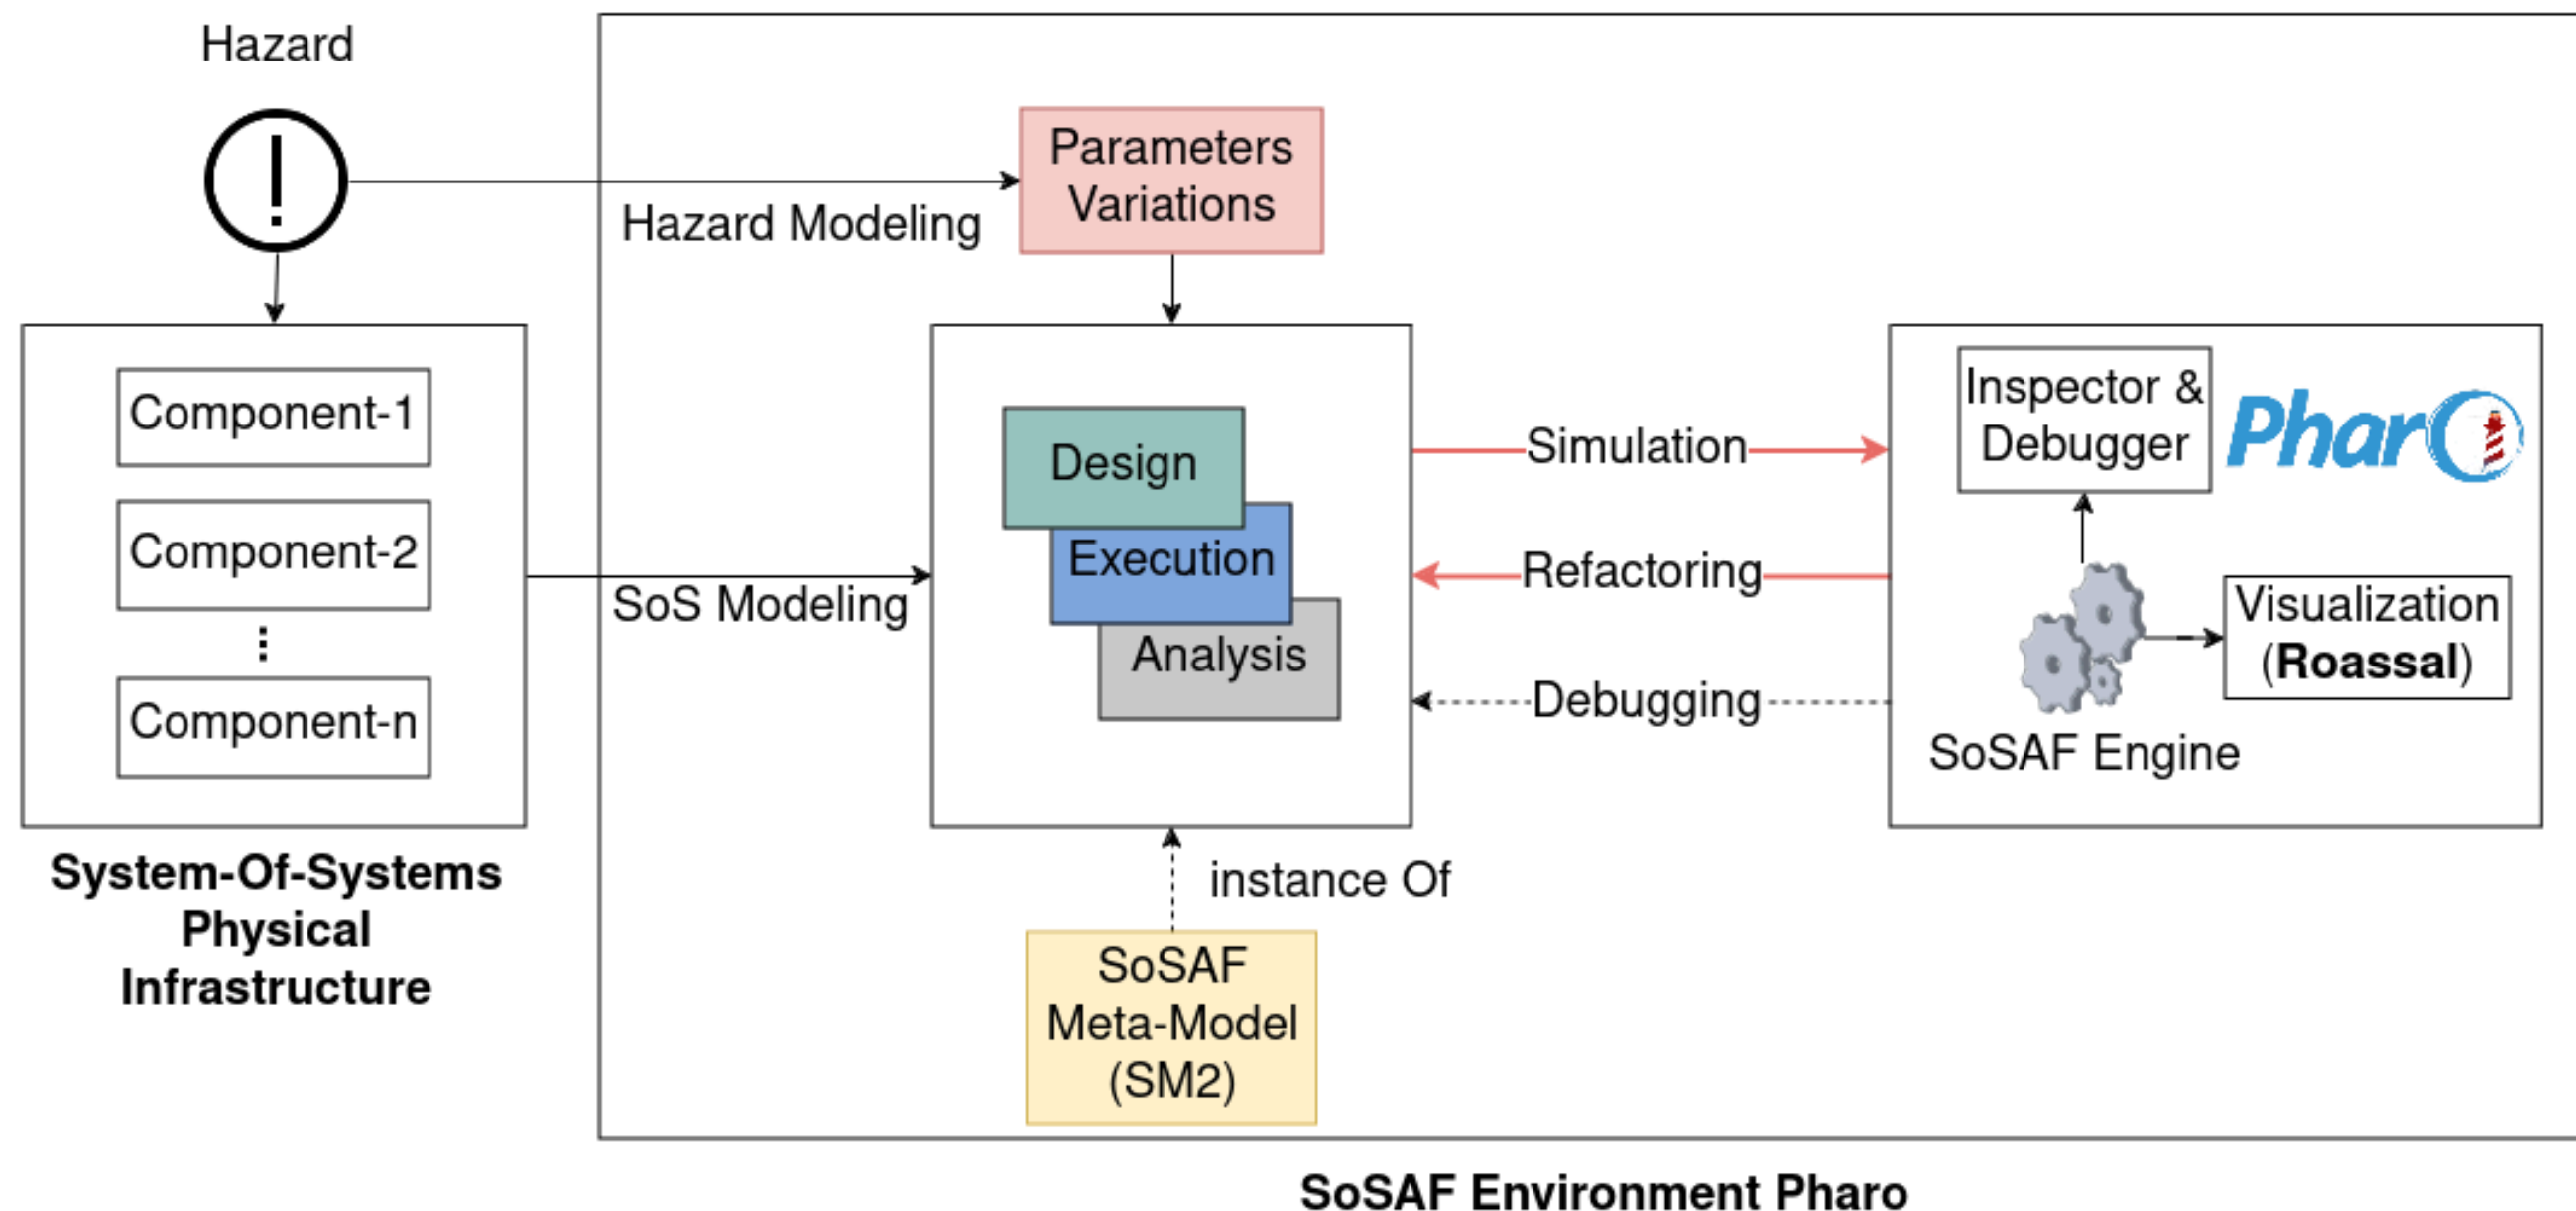 Hazard
Parameters
Variations
Hazard Modeling
Component-1
Component-2
Component-n
System-Of-Systems
Physical
Infrastructure
SoS Modeling
Design
Execution
Analysis
Simulation
Refactoring
Debugging
Inspector &
Debugger
Pharo
Visualization
(Roassal)
SoSAF Engine
instance Of
SoSAF
Meta-Model
(SM2)
SoSAF Environment Pharo